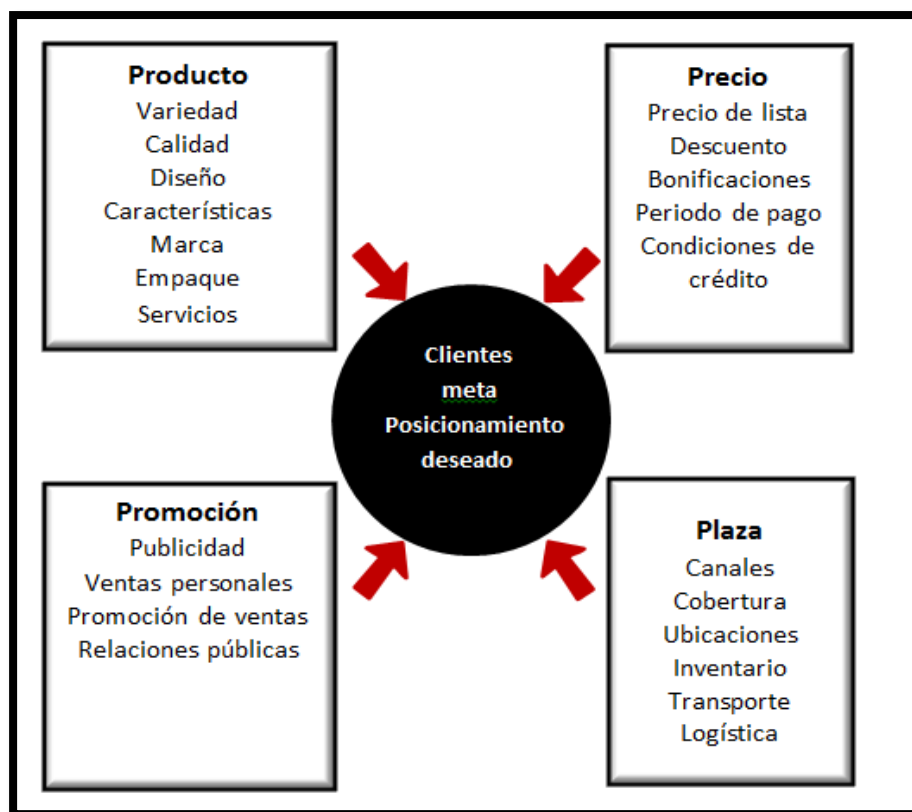 Producto
Variedad
Calidad
Diseño
Características
Marca
Empaque
Servicios
Precio
Precio de lista
Descuento
Bonificaciones
Periodo de pago
Condiciones de
crédito
Clientes
meta
Posicionamiento
deseado
Promoción
Publicidad
Ventas personales
Promoción de ventas
Relaciones públicas
Plaza
Canales
Cobertura
Ubicaciones
Inventario
Transporte
Logística